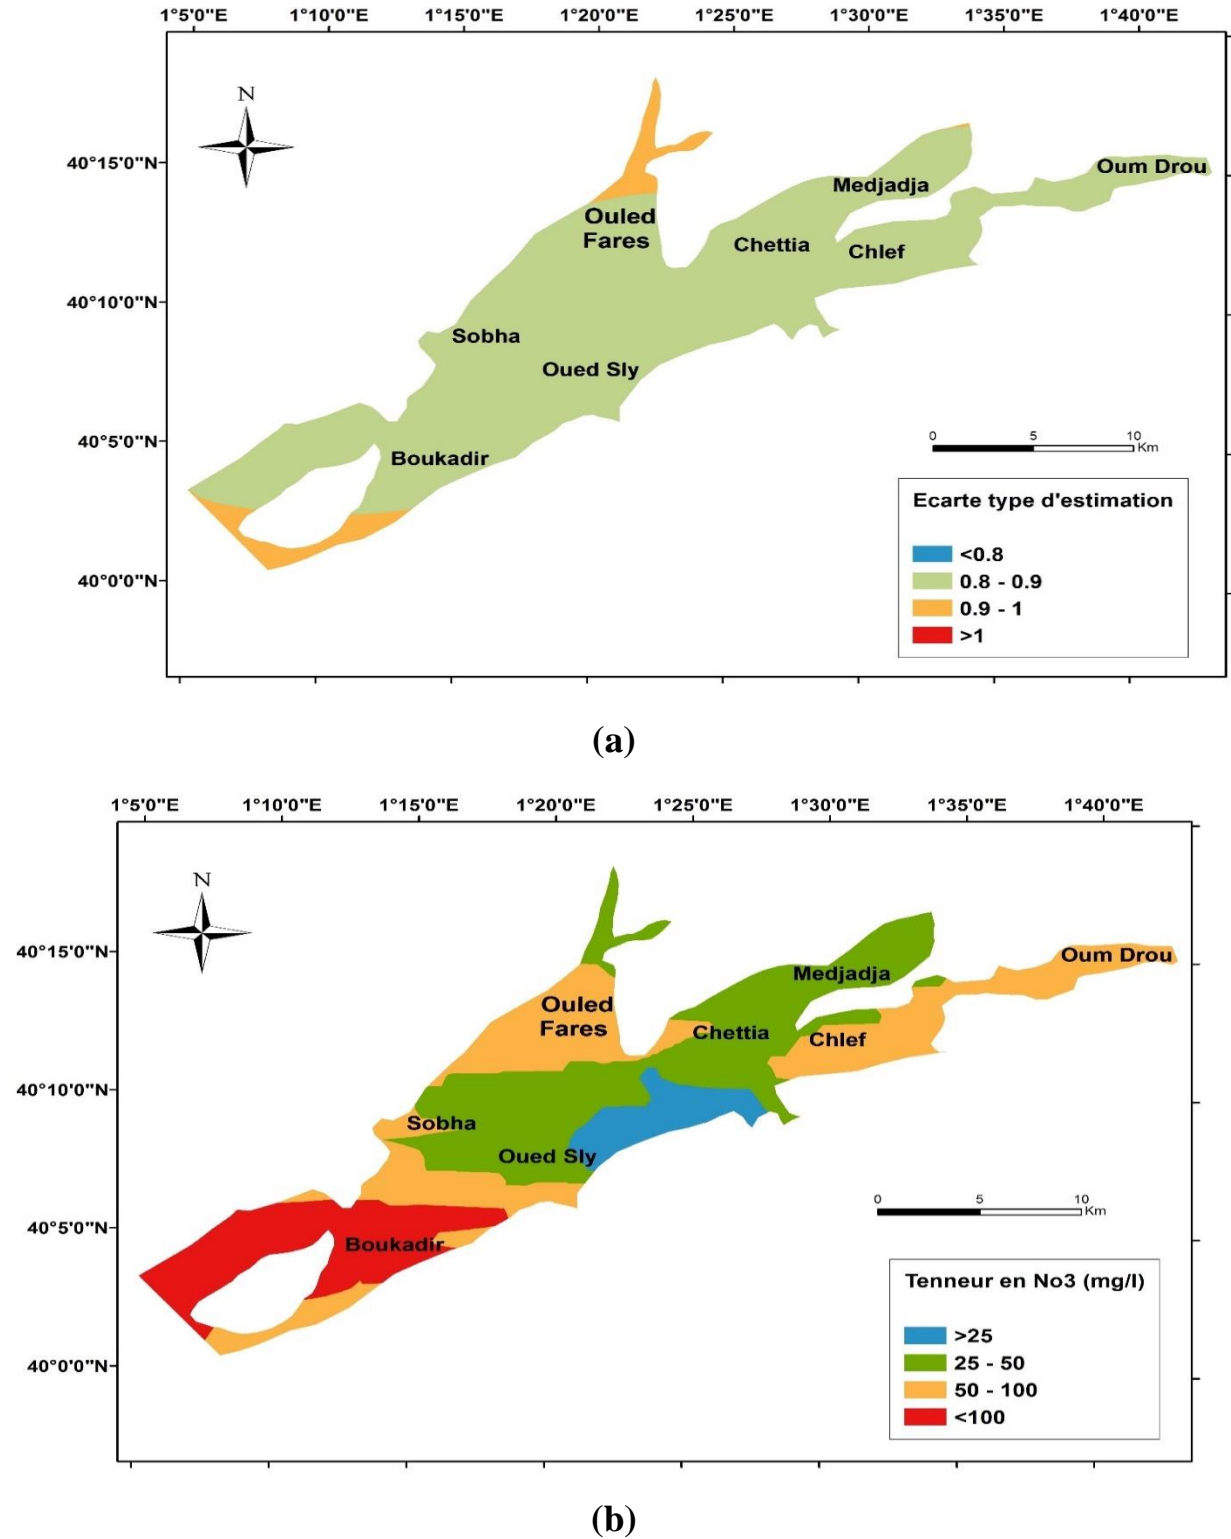 1°5'0"E 1°10'0"E 1°15'0"E 1°20'0"E 1°25'0"E 1°30'0"E 1°35'0"E 1°40'0"E
N
40°15'0"N
Oum Drou
Medjadja
Ouled
Fares
Chettia
Chlef
40°10'0"N
Sobha
Oued Sly
40°5'0"N
Boukadir
0 5 10
Km
Ecarte type d'estimation
<0.8
0.8 - 0.9
0.9 - 1
>1
40°0'0"N
(a)
1°5'0"E 1°10'0"E 1°15'0"E 1°20'0"E 1°25'0"E 1°30'0"E 1°35'0"E 1°40'0"E
N
40°15'0"N
Oum Drou
Medjadja
Ouled
Fares
Chettia
Chlef
40°10'0"N
Sobha
Oued Sly
40°5'0"N
Boukadir
0 5 10
Km
Tenneur en No3 (mg/l)
>25
25 - 50
50 - 100
<100
40°0'0"N
(b)